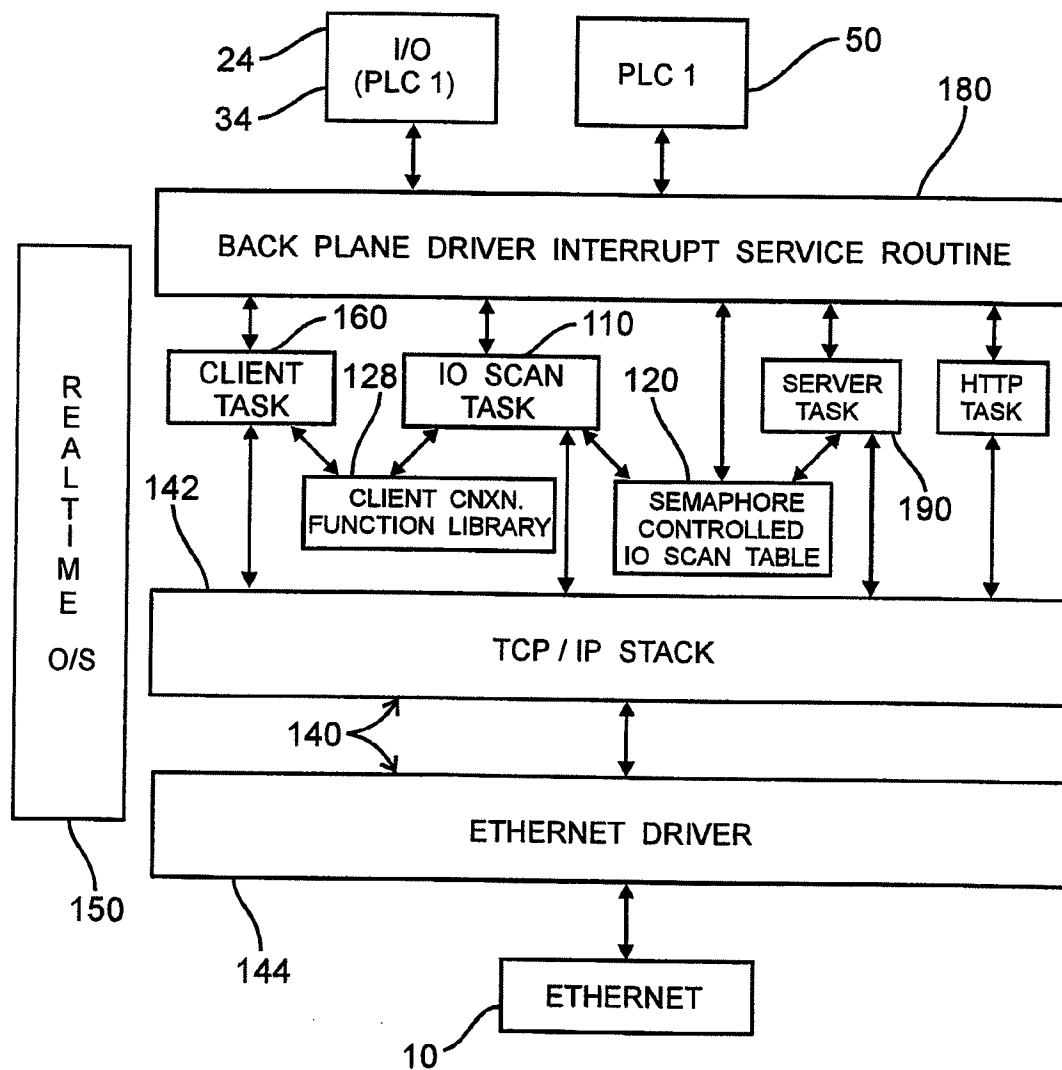 24
34
I/O
(PLC 1)
PLC 1
50
180
BACK PLANE DRIVER INTERRUPT SERVICE ROUTINE
160
110
CLIENT
TASK
128
IO SCAN
TASK
120
SERVER
TASK
HTTP
TASK
190
CLIENT CNXN.
FUNCTION LIBRARY
SEMAPHORE
CONTROLLED
IO SCAN TABLE
142
REALTIME
O/S
150
TCP / IP STACK
140
ETHERNET DRIVER
144
ETHERNET
10